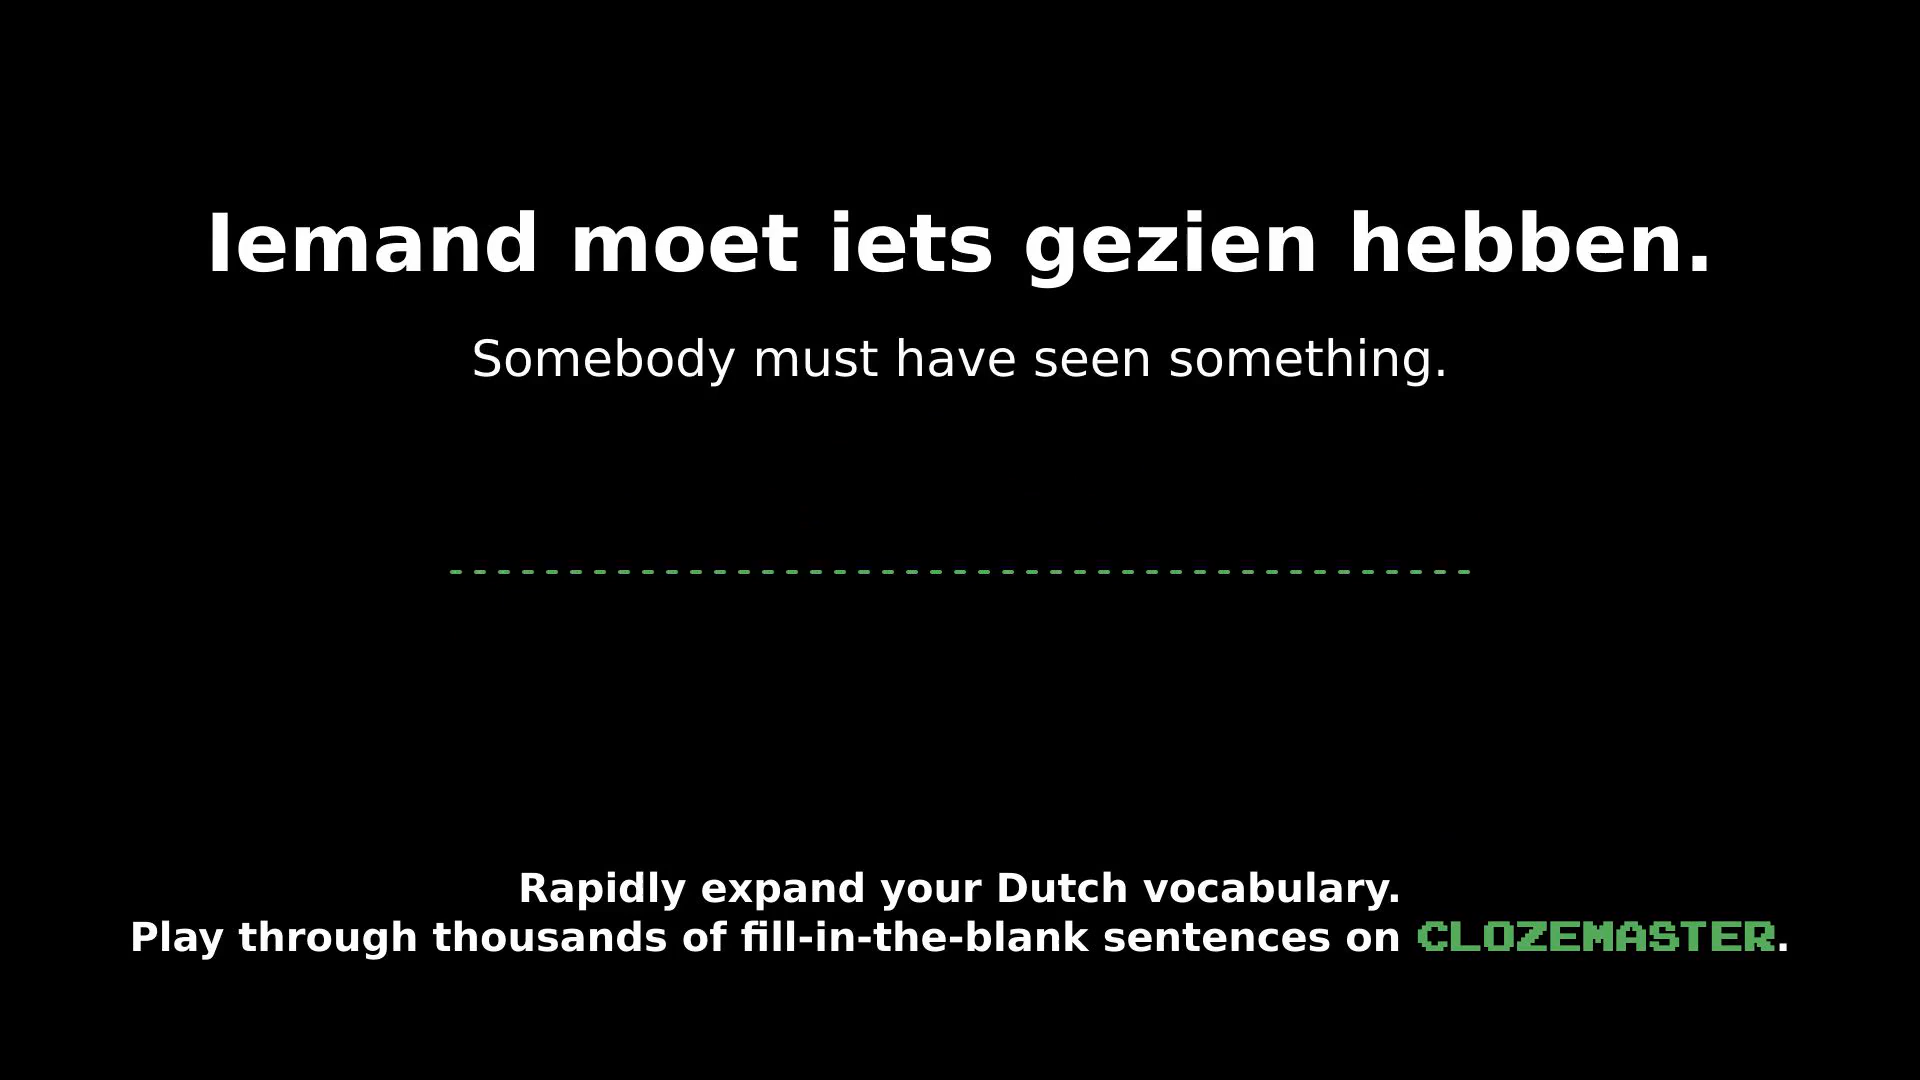 Iemand moet iets gezien hebben.
Somebody must have seen something.
Rapidly expand your Dutch vocabulary.
Play through thousands of fill-in-the-blank sentences on CLOZEMASTER.